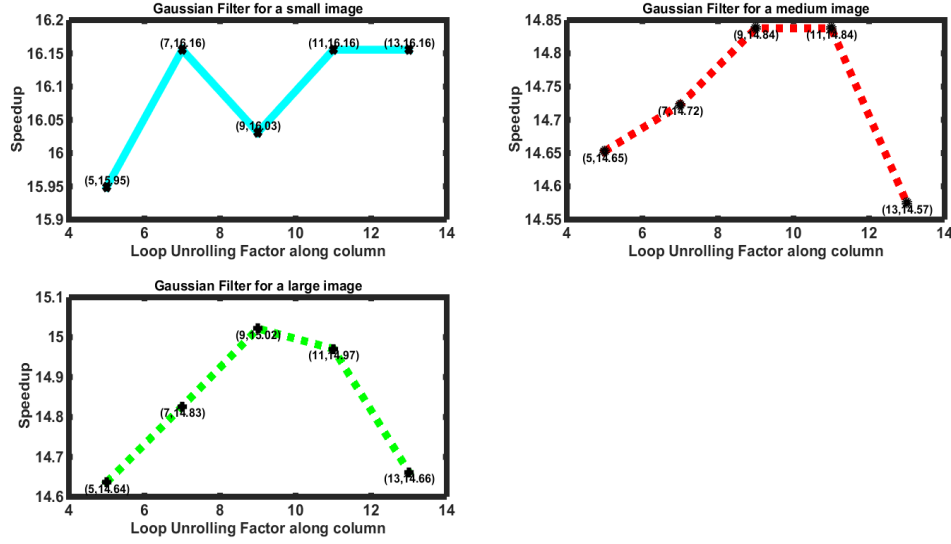 Gaussian Filter for a small image
16.2
16.15
16.1
16.05
16
15.95
15.9
Speedup
(5,15.95)
(7,16.16)
(9,16.03)
(11,16.16)
(13,16.16)
4 6 8 10 12 14
Loop Unrolling Factor along column
Gaussian Filter for a medium image
14.85
14.8
14.75
14.7
14.65
14.6
14.55
Speedup
(5,14.65)
(7,14.72)
(9,14.84)
(11,14.84)
(13,14.57)
4 6 8 10 12 14
Loop Unrolling Factor along column
Gaussian Filter for a large image
15.1
15
14.9
14.8
14.7
14.6
Speedup
(5,14.64)
(7,14.83)
(9,15.02)
(11,14.97)
(13,14.66)
4 6 8 10 12 14
Loop Unrolling Factor along column